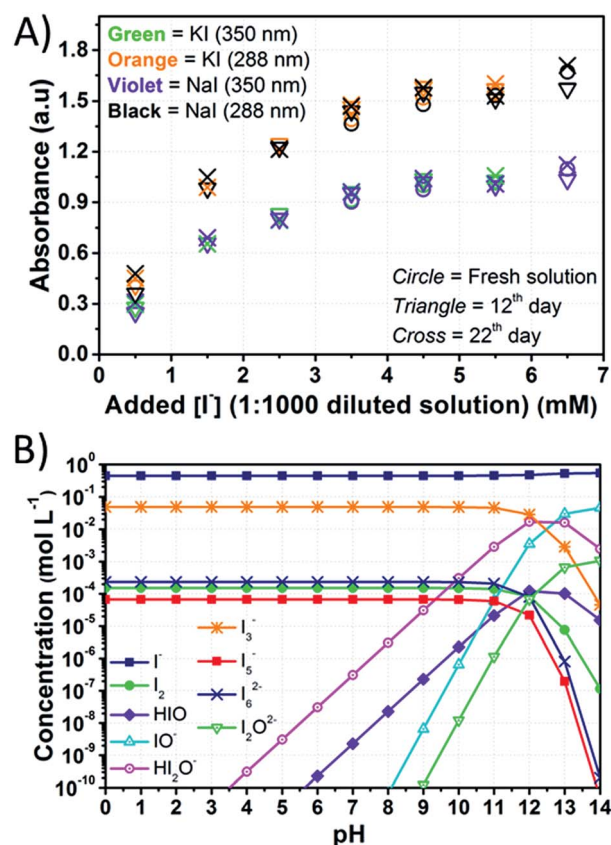 A)
Green = KI (350 nm)
Orange = KI (288 nm)
Violet = NaI (350 nm)
Black = NaI (288 nm)
Circle = Fresh solution
Triangle = 12th day
Cross = 22th day
Absorbance (a.u)
1.8
1.5
1.2
0.9
0.6
0.3
0.0
0 1 2 3 4 5 6 7
Added [I-] (1:1000 diluted solution) (mM)
B)
Concentration (mol L-1)
10^0
10^-1
10^-2
10^-3
10^-4
10^-5
10^-6
10^-7
10^-8
10^-9
10^-10
I-
I2
HIO
IO-
HI2O-
I3-
I5-
I6^2-
I2O^2-
0 1 2 3 4 5 6 7 8 9 10 11 12 13 14
pH